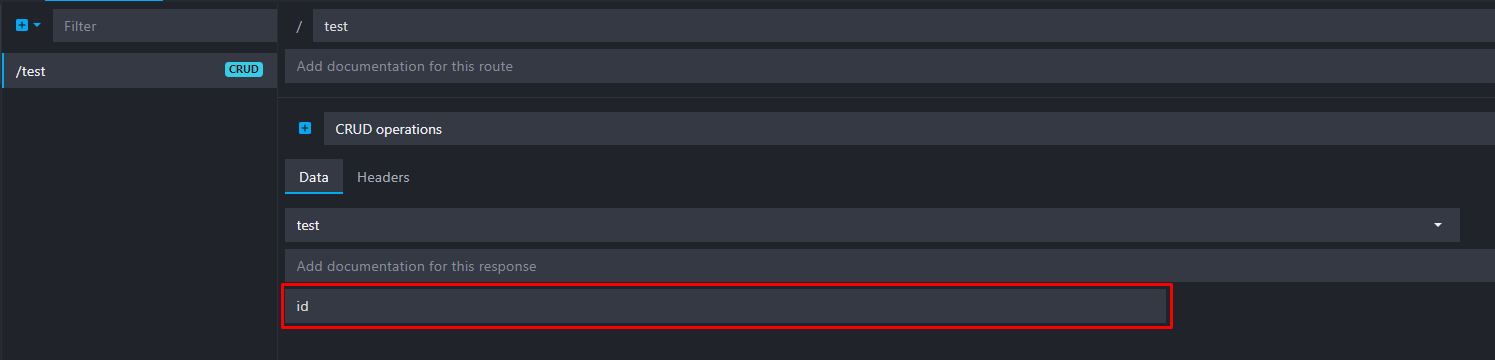 Filter
/test CRUD
/ test
Add documentation for this route
CRUD operations
Data Headers
test
Add documentation for this response
id